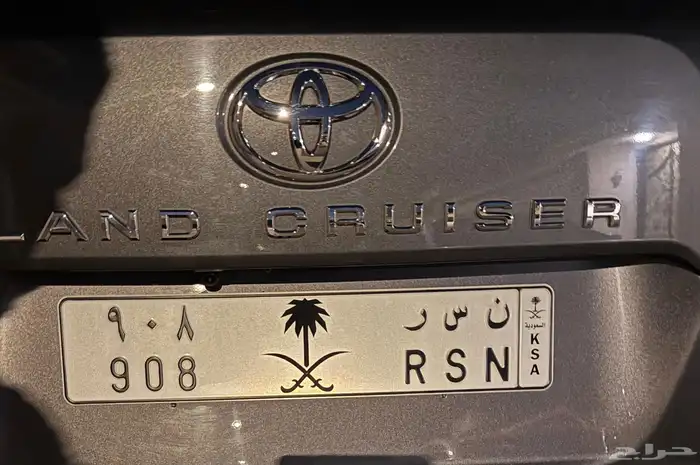 LAND CRUISER
٩٠٨
ن س ر
908
RSN
السعودية
KSA
حراج